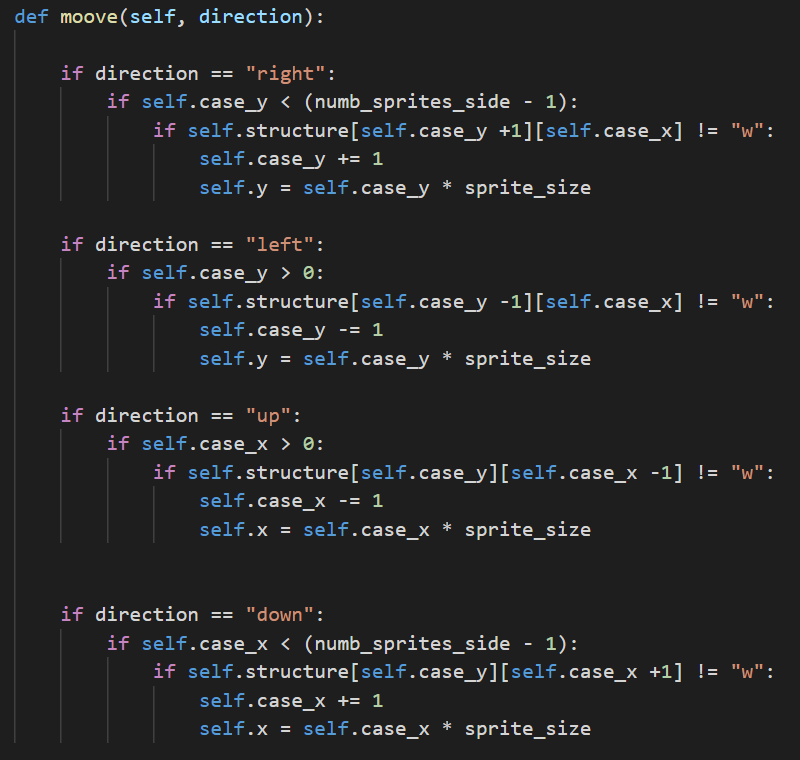 def moove(self, direction):
if direction == "right":
if self.case_y < (numb_sprites_side - 1):
if self.structure[self.case_y +1][self.case_x] != "w":
self.case_y += 1
self.y = self.case_y * sprite_size
if direction == "left":
if self.case_y > 0:
if self.structure[self.case_y -1][self.case_x] != "w":
self.case_y -= 1
self.y = self.case_y * sprite_size
if direction == "up":
if self.case_x > 0:
if self.structure[self.case_y][self.case_x -1] != "w":
self.case_x -= 1
self.x = self.case_x * sprite_size
if direction == "down":
if self.case_x < (numb_sprites_side - 1):
if self.structure[self.case_y][self.case_x +1] != "w":
self.case_x += 1
self.x = self.case_x * sprite_size